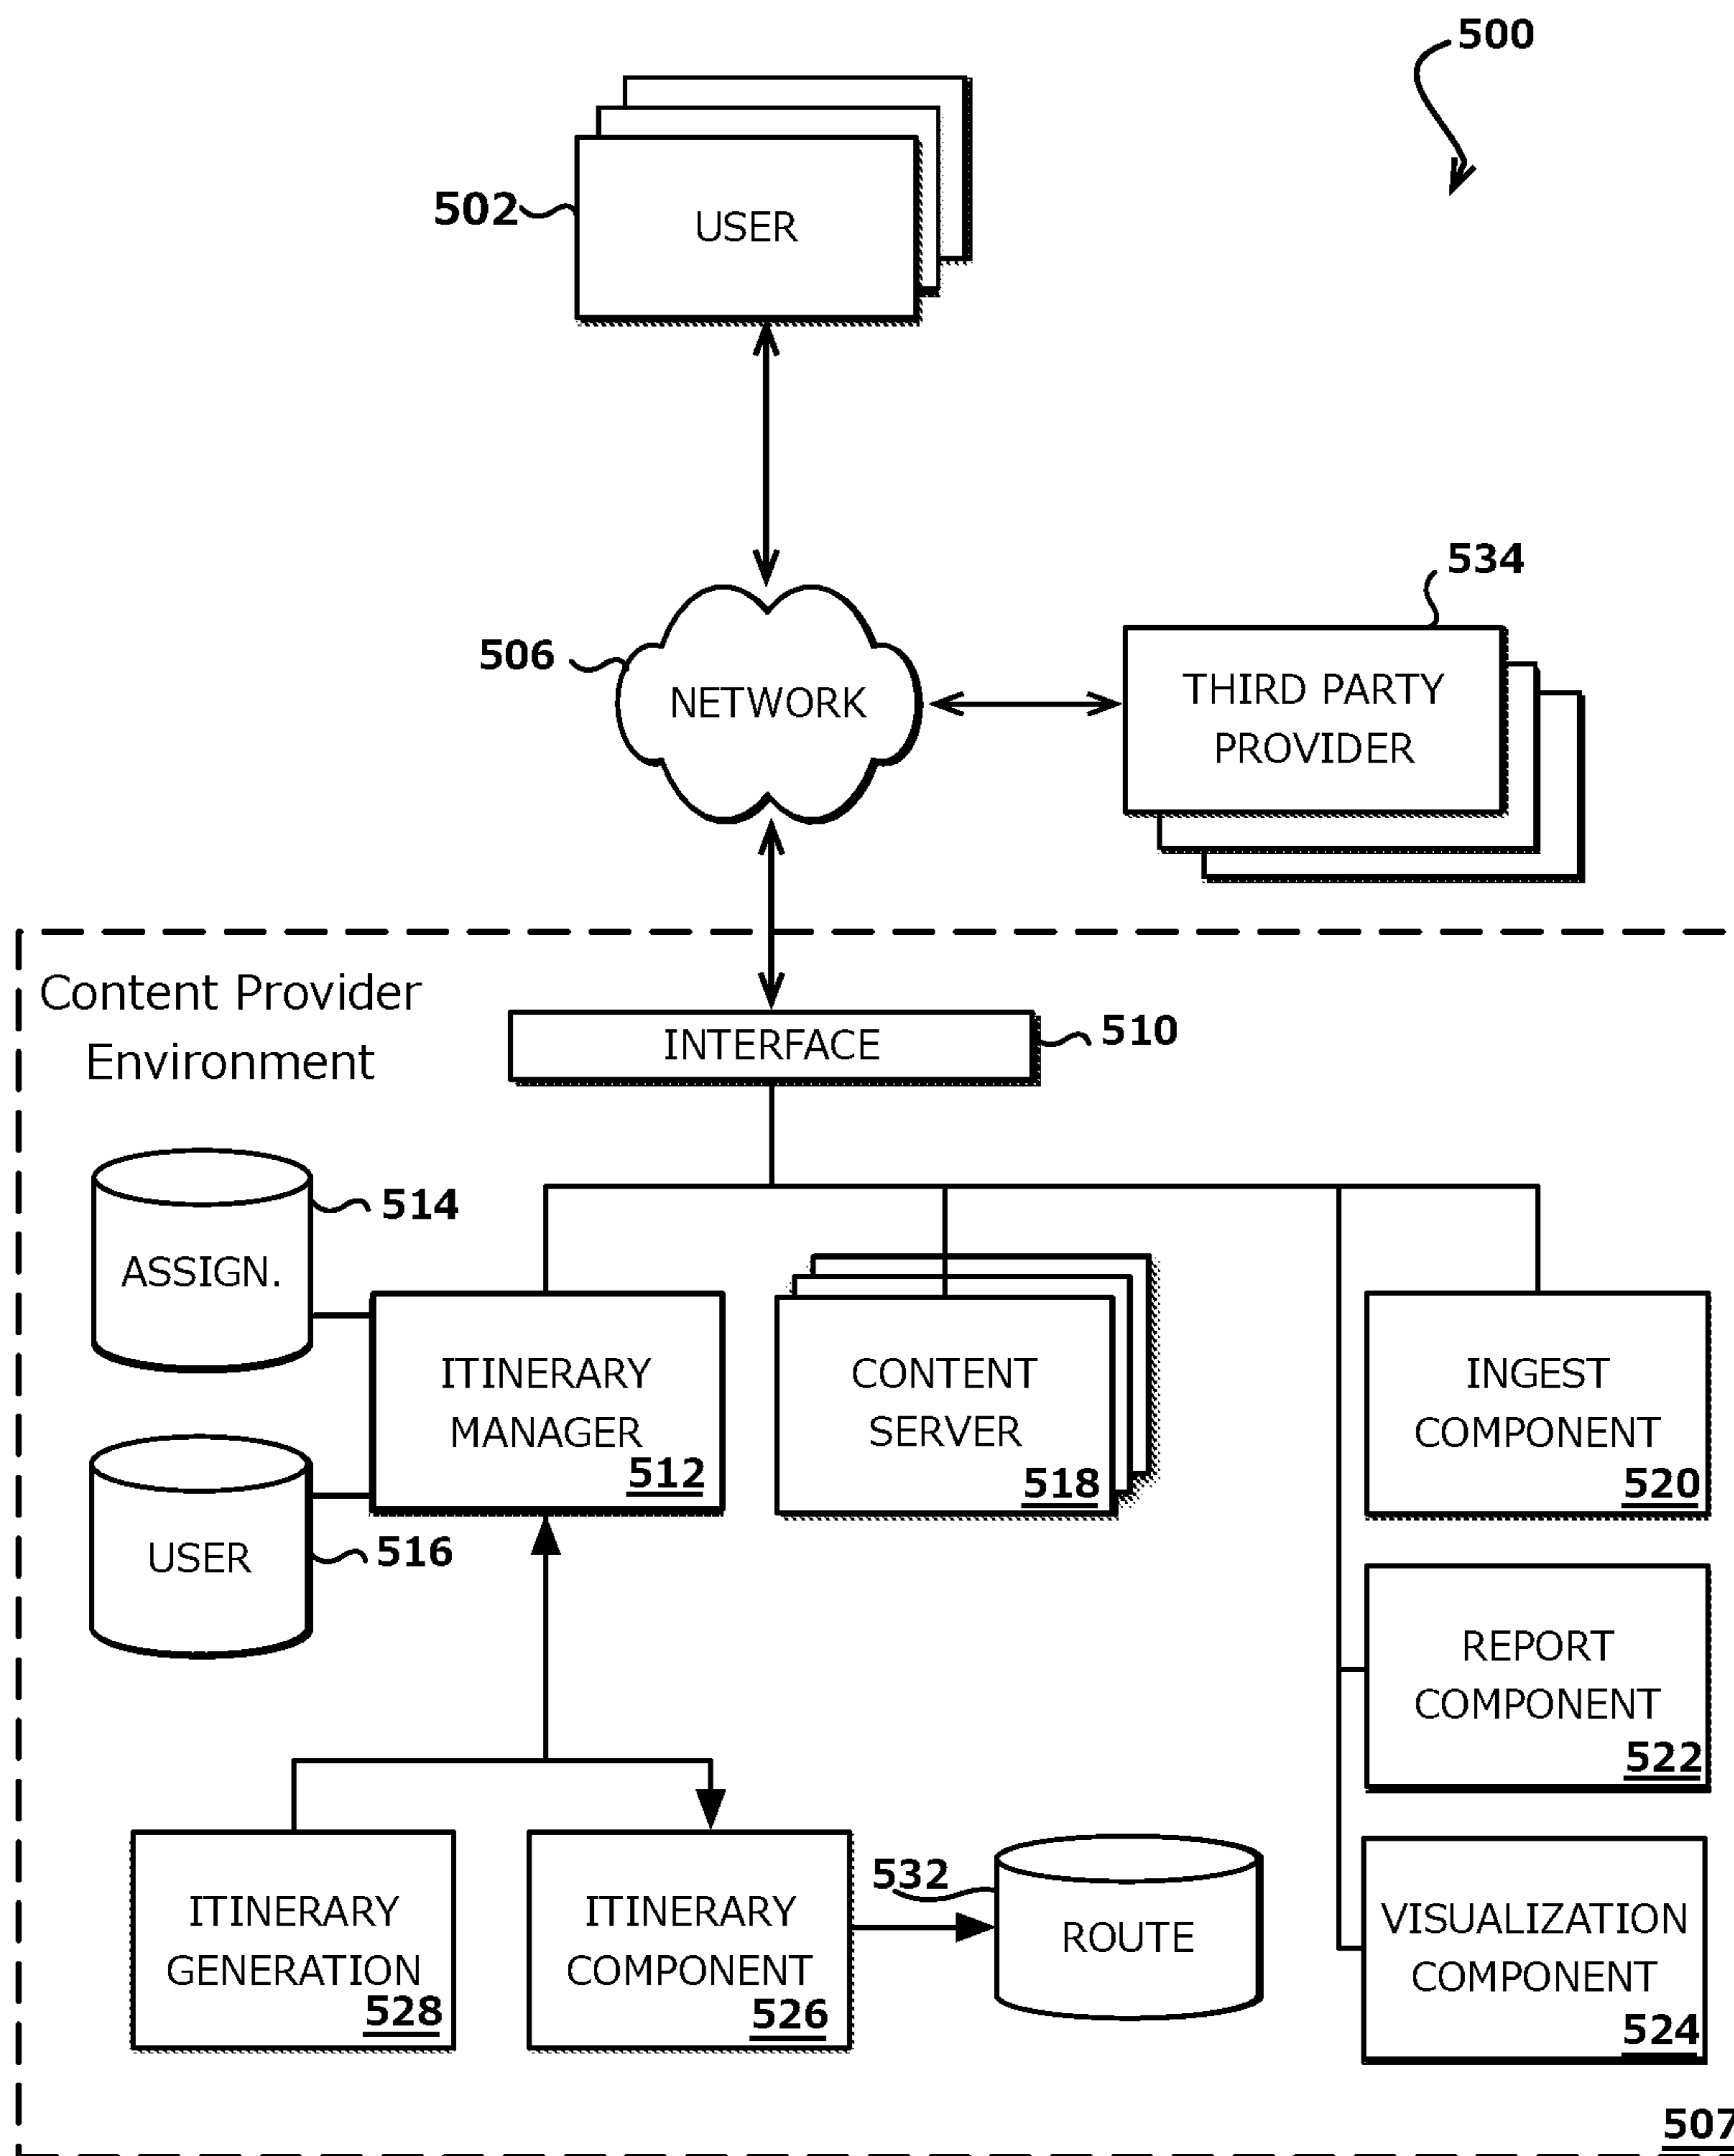 500
502
USER
534
506
NETWORK
THIRD PARTY
PROVIDER
Content Provider
Environment
INTERFACE
510
514
ASSIGN.
ITINERARY
MANAGER
512
CONTENT
SERVER
518
INGEST
COMPONENT
520
USER
516
REPORT
COMPONENT
522
ITINERARY
GENERATION
528
ITINERARY
COMPONENT
526
532
ROUTE
VISUALIZATION
COMPONENT
524
507